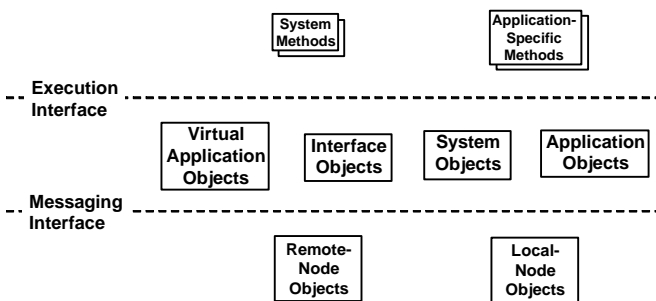 System
Methods
Application-
Specific
Methods
Execution
Interface
Virtual
Application
Objects
Interface
Objects
System
Objects
Application
Objects
Messaging
Interface
Remote-
Node
Objects
Local-
Node
Objects